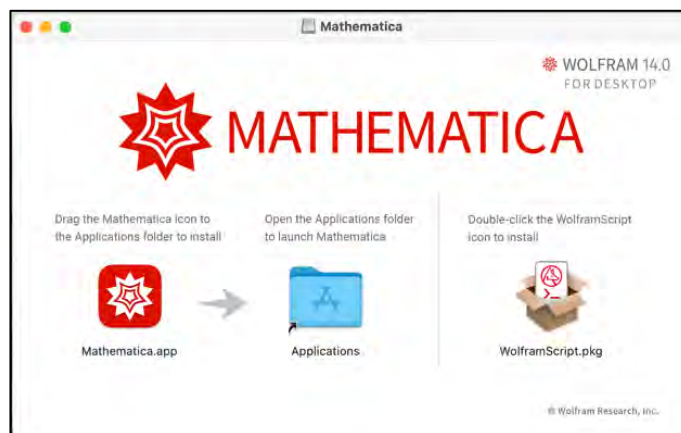 Mathematica
WOLFRAM 14.0
FOR DESKTOP
MATHEMATICA
Drag the Mathematica icon to
the Applications folder to install
Open the Applications folder
to launch Mathematica
Double-click the WolframScript
icon to install
Mathematica.app
Applications
WolframScript.pkg
© Wolfram Research, Inc.